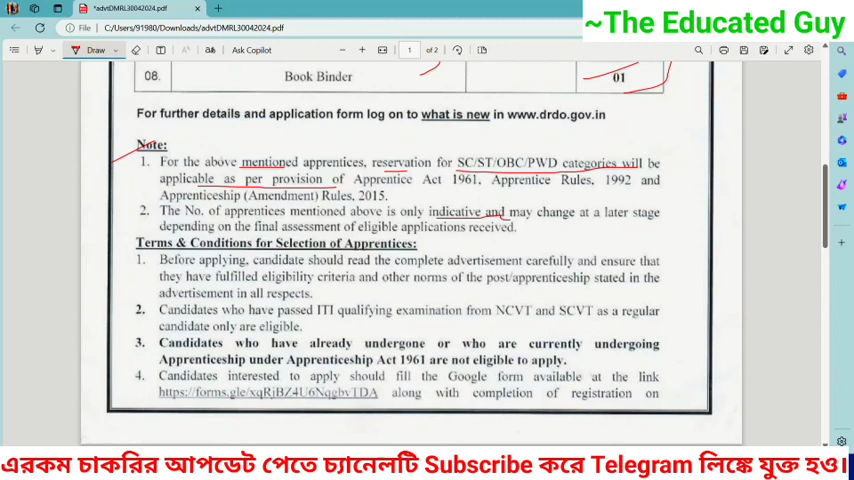 *advtDMRL30042024.pdf
~The Educated Guy
File
C:/Users/91980/Downloads/advtDMRL30042024.pdf
Draw
Ask Copilot
1
of 2
08.
Book Binder
01
For further details and application form log on to what is new in www.drdo.gov.in
Note:
1. For the above mentioned apprentices, reservation for SC/ST/OBC/PWD categories will be
applicable as per provision of Apprentice Act 1961, Apprentice Rules, 1992 and
Apprenticeship (Amendment) Rules, 2015.
2. The No. of apprentices mentioned above is only indicative and may change at a later stage
depending on the final assessment of eligible applications received.
Terms & Conditions for Selection of Apprentices:
1. Before applying, candidate should read the complete advertisement carefully and ensure that
they have fulfilled eligibility criteria and other norms of the post/apprenticeship stated in the
advertisement in all respects.
2. Candidates who have passed ITI qualifying examination from NCVT and SCVT as a regular
candidate only are eligible.
3. Candidates who have already undergone or who are currently undergoing
Apprenticeship under Apprenticeship Act 1961 are not eligible to apply.
4. Candidates interested to apply should fill the Google form available at the link
https://forms.gle/xqRjBZ4U6NqgbvTDA along with completion of registration on
এরকম চাকরির আপডেট পেতে চ্যানেলটি Subscribe করে Telegram লিঙ্কে যুক্ত হও।